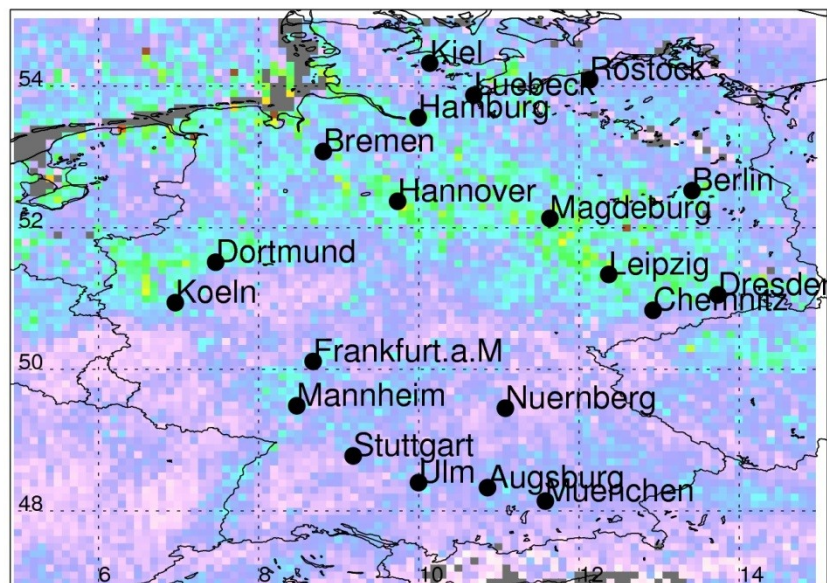 Kiel
Rostock
54
Luebeck
Hamburg
Bremen
Hannover
Berlin
52
Magdeburg
Dortmund
Leipzig
Koeln
Dresden
Chemnitz
50
Frankfurt.a.M
Mannheim
Nuernberg
Stuttgart
Ulm
Augsburg
Muenchen
48
6 8 10 12 14